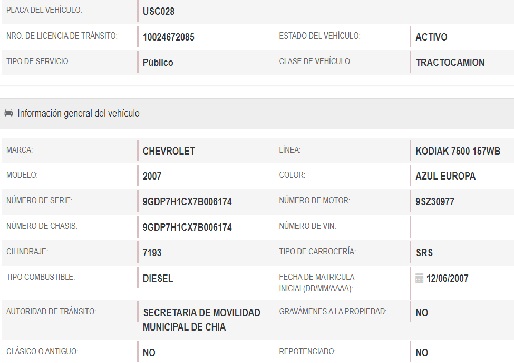 PLACA DEL VEHÍCULO: USC028
NRO. DE LICENCIA DE TRÁNSITO: 10024672085 ESTADO DEL VEHÍCULO: ACTIVO
TIPO DE SERVICIO: Público CLASE DE VEHÍCULO: TRACTOCAMION
Información general del vehículo
MARCA: CHEVROLET LÍNEA: KODIAK 7500 157WB
MODELO: 2007 COLOR: AZUL EUROPA
NÚMERO DE SERIE: 9GDP7H1CX7B006174 NÚMERO DE MOTOR: 9SZ30977
NÚMERO DE CHASIS: 9GDP7H1CX7B006174 NÚMERO DE VIN:
CILINDRAJE: 7193 TIPO DE CARROCERÍA: SRS
TIPO COMBUSTIBLE: DIESEL FECHA DE MATRICULA 12/06/2007
INICIAL(DD/MM/AAAA):
AUTORIDAD DE TRÁNSITO: SECRETARIA DE MOVILIDAD GRAVÁMENES A LA PROPIEDAD: NO
MUNICIPAL DE CHIA
CLÁSICO O ANTIGUO: NO REPOTENCIADO: NO